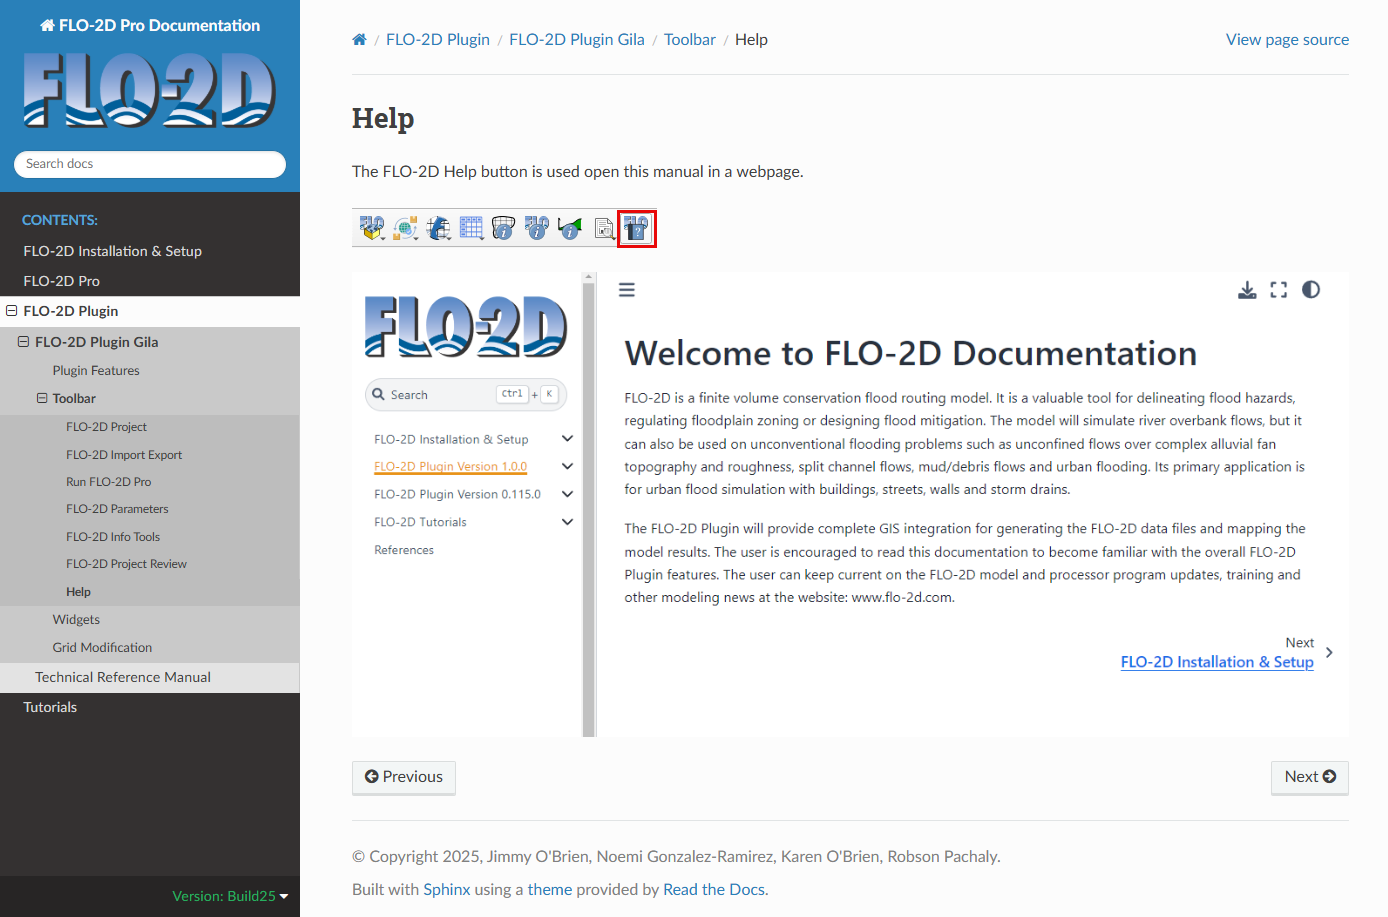 FLO-2D Pro Documentation
FLO-2D
Search docs
CONTENTS:
FLO-2D Installation & Setup
FLO-2D Pro
FLO-2D Plugin
FLO-2D Plugin Gila
Plugin Features
Toolbar
FLO-2D Project
FLO-2D Import Export
Run FLO-2D Pro
FLO-2D Parameters
FLO-2D Info Tools
FLO-2D Project Review
Help
Widgets
Grid Modification
Technical Reference Manual
Tutorials
Version: Build25
/ FLO-2D Plugin / FLO-2D Plugin Gila / Toolbar / Help
View page source
Help
The FLO-2D Help button is used open this manual in a webpage.
FLO-2D
Search Ctrl + K
FLO-2D Installation & Setup
FLO-2D Plugin Version 1.0.0
FLO-2D Plugin Version 0.115.0
FLO-2D Tutorials
References
Welcome to FLO-2D Documentation
FLO-2D is a finite volume conservation flood routing model. It is a valuable tool for delineating flood hazards,
regulating floodplain zoning or designing flood mitigation. The model will simulate river overbank flows, but it
can also be used on unconventional flooding problems such as unconfined flows over complex alluvial fan
topography and roughness, split channel flows, mud/debris flows and urban flooding. Its primary application is
for urban flood simulation with buildings, streets, walls and storm drains.
The FLO-2D Plugin will provide complete GIS integration for generating the FLO-2D data files and mapping the
model results. The user is encouraged to read this documentation to become familiar with the overall FLO-2D
Plugin features. The user can keep current on the FLO-2D model and processor program updates, training and
other modeling news at the website: www.flo-2d.com.
Next
FLO-2D Installation & Setup
Previous
Next
© Copyright 2025, Jimmy O'Brien, Noemi Gonzalez-Ramirez, Karen O'Brien, Robson Pachaly.
Built with Sphinx using a theme provided by Read the Docs.